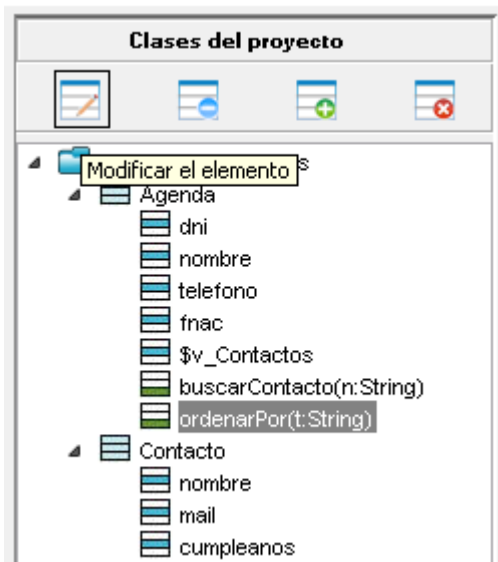 Clases del proyecto
Modificar el elemento
Agenda
dni
nombre
telefono
fnac
$v_Contactos
buscarContacto(n:String)
ordenarPor(t:String)
Contacto
nombre
mail
cumpleanos